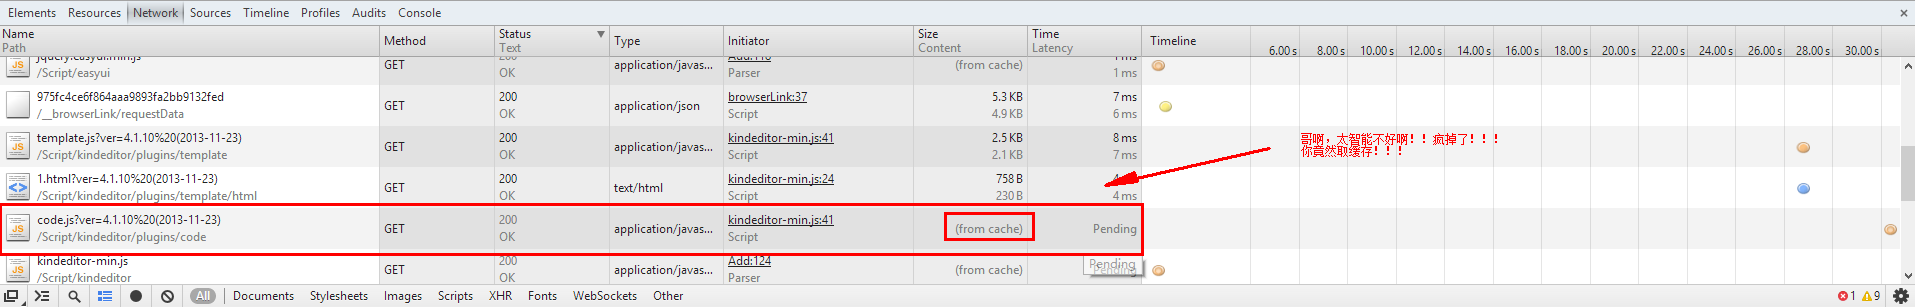 Elements Resources Network Sources Timeline Profiles Audits Console ×
Name Path Method Status Text Type Initiator Size Content Time Latency Timeline 6.00 s 8.00 s 10.00 s 12.00 s 14.00 s 16.00 s 18.00 s 20.00 s 22.00 s 24.00 s 26.00 s 28.00 s 30.00 s
jquery.easyui.min.js 200 Add:118 1 ms
/Script/easyui GET OK application/javas... Parser (from cache) 1 ms
975fc4ce6f864aaa9893fa2bb9132fed 200 browserLink:37 5.3 KB 7 ms
/__browserLink/requestData GET OK application/json Script 4.9 KB 6 ms
template.js?ver=4.1.10%20(2013-11-23) 200 kindeditor-min.js:41 2.5 KB 8 ms
/Script/kindeditor/plugins/template GET OK application/javas... Script 2.1 KB 7 ms
哥啊，太智能不好啊！！疯掉了！！！
你竟然取缓存！！！
1.html?ver=4.1.10%20(2013-11-23) 200 kindeditor-min.js:24 758 B 4
/Script/kindeditor/plugins/template/html GET OK text/html Script 230 B 4 ms
code.js?ver=4.1.10%20(2013-11-23) 200 kindeditor-min.js:41
/Script/kindeditor/plugins/code GET OK application/javas... Script (from cache) Pending
kindeditor-min.js 200 Add:124 Pending
/Script/kindeditor GET OK application/javas... Parser (from cache)
All Documents Stylesheets Images Scripts XHR Fonts WebSockets Other 1 9